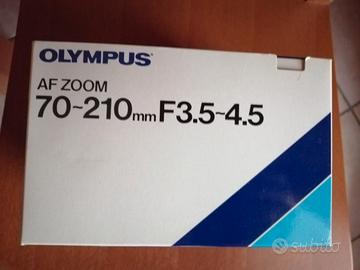 OLYMPUS
AF ZOOM
70~210mm F3.5~4.5
subito